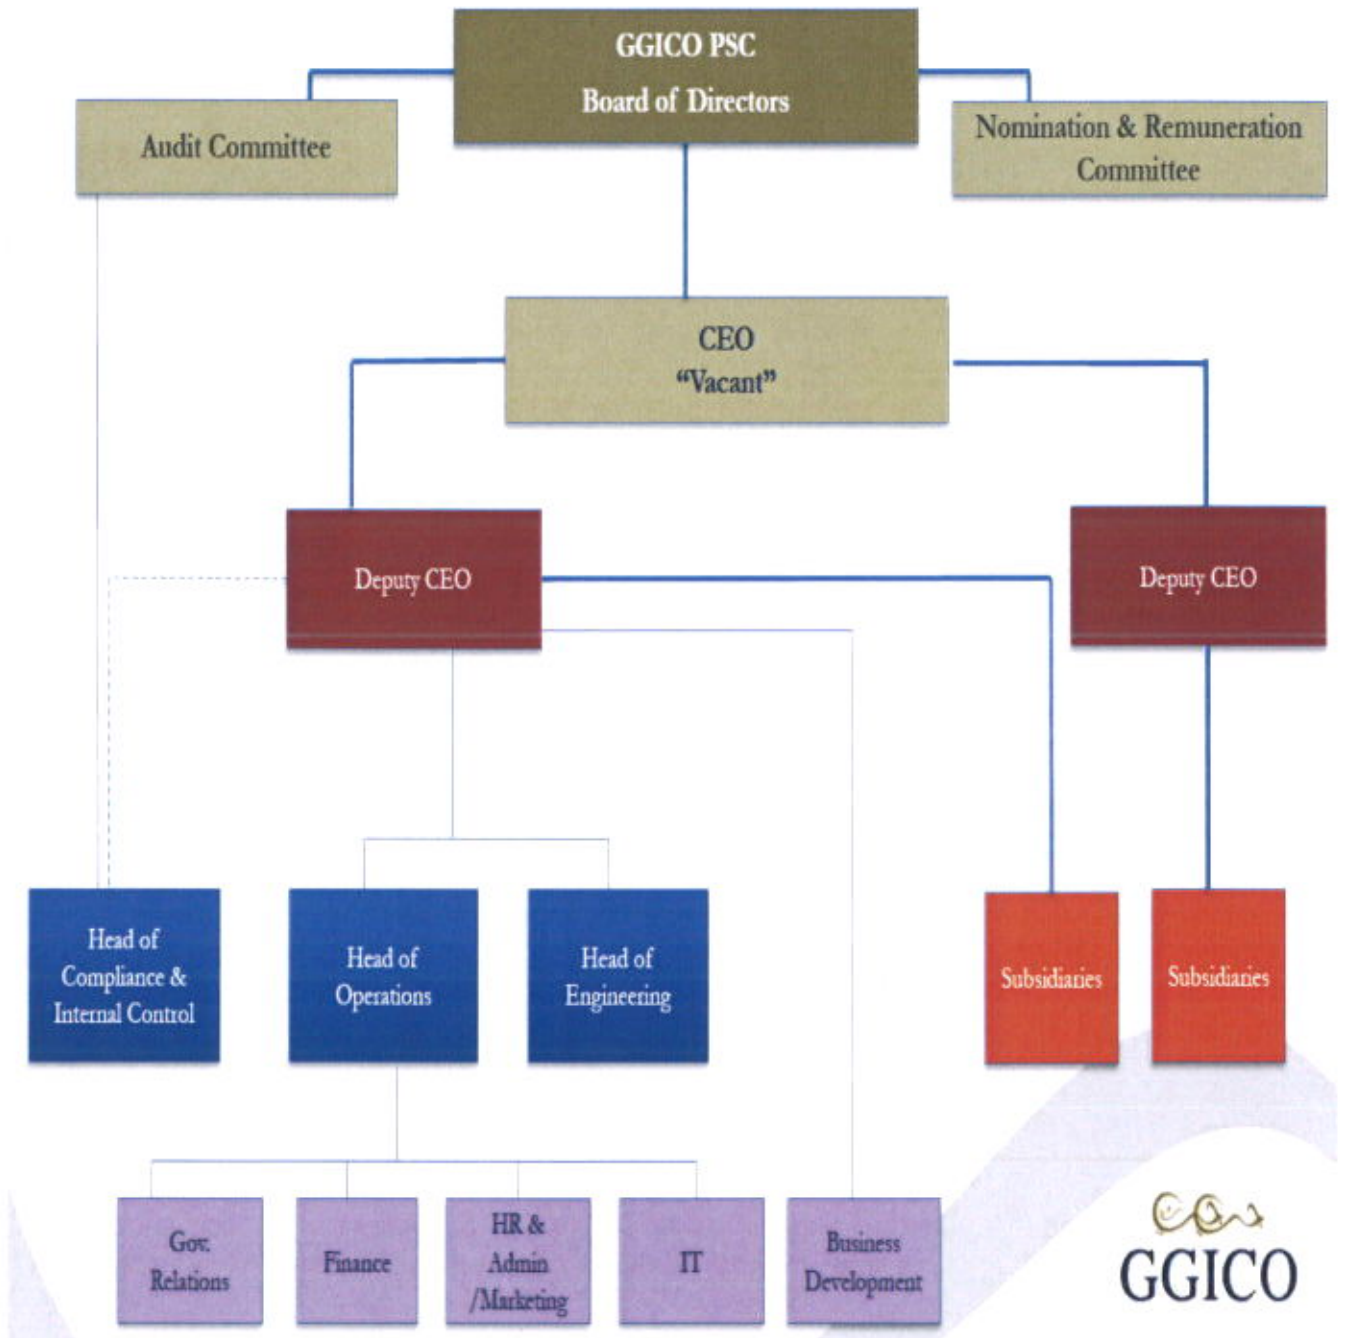 GGICO PSC
Board of Directors
Audit Committee
Nomination & Remuneration
Committee
CEO
“Vacant”
Deputy CEO
Deputy CEO
Head of
Compliance &
Internal Control
Head of
Operations
Head of
Engineering
Subsidiaries
Subsidiaries
Gov.
Relations
Finance
HR &
Admin
/Marketing
IT
Business
Development
GGICO